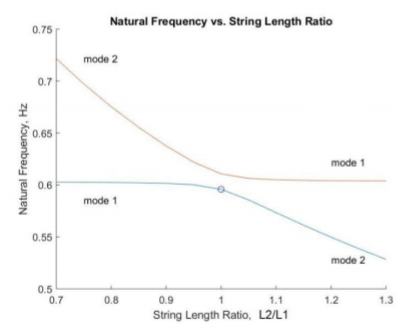 Natural Frequency vs. String Length Ratio
0.75
mode 2
0.7
0.65
mode 1
0.6
mode 1
0.55
mode 2
0.5
0.7 0.8 0.9 1 1.1 1.2 1.3
Natural Frequency, Hz
String Length Ratio, L2/L1